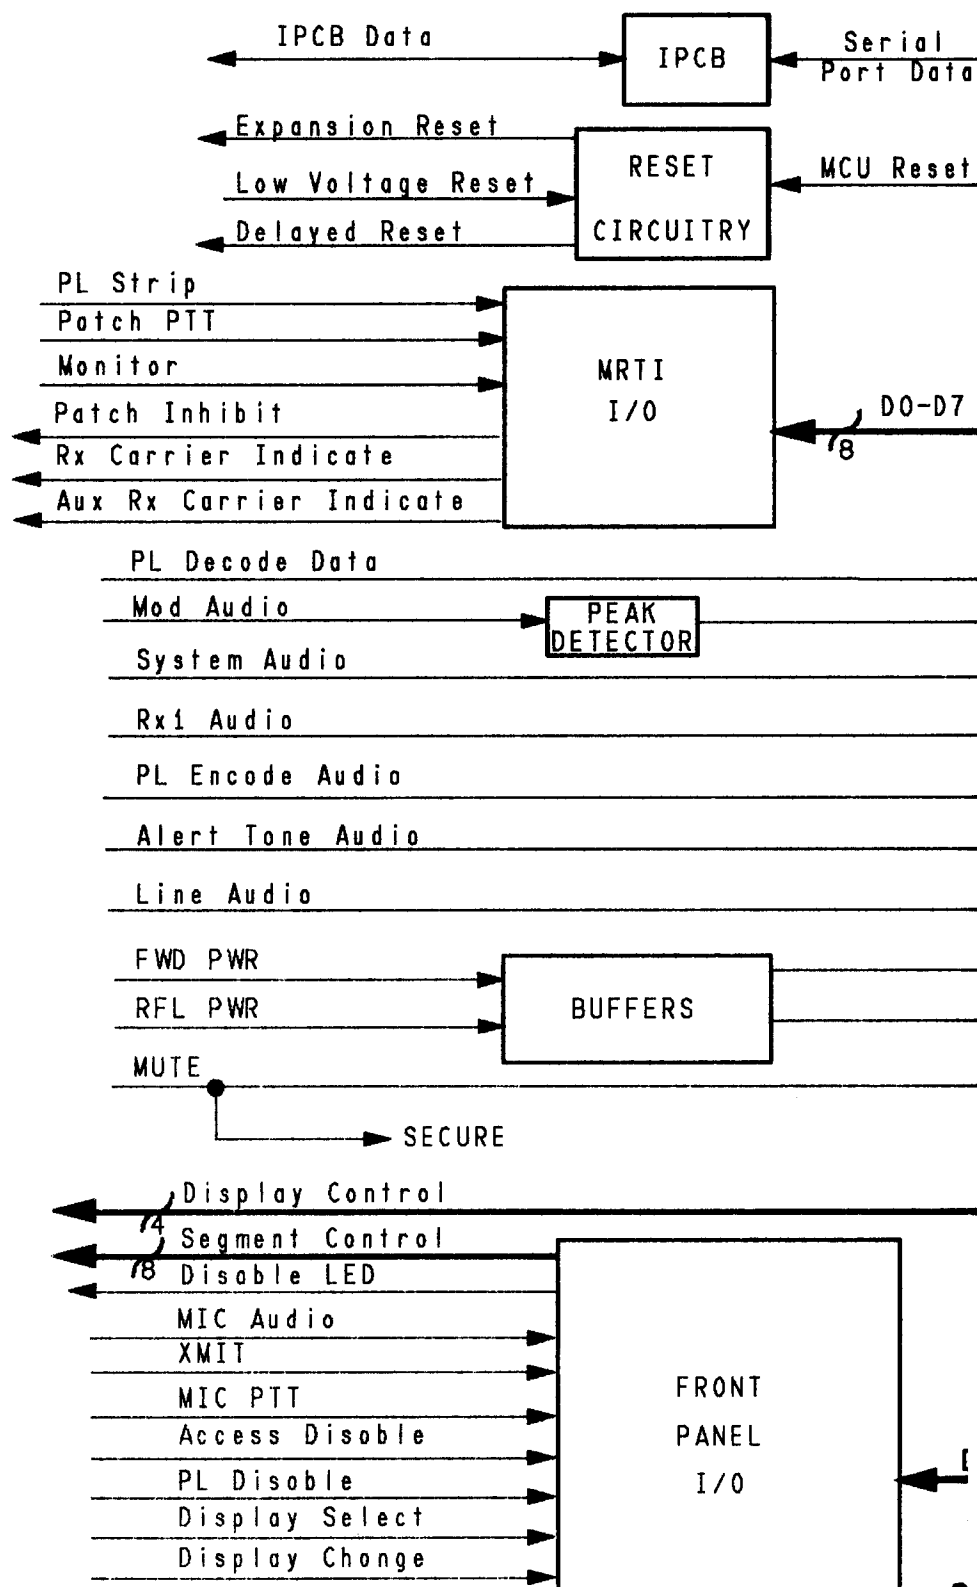 IPCB Data
IPCB
Serial
Port Data
Expansion Reset
RESET
CIRCUITRY
MCU Reset
Low Voltage Reset
Delayed Reset
PL Strip
Patch PTT
Monitor
MRTI
I/O
D0-D7
8
Patch Inhibit
Rx Carrier Indicate
Aux Rx Carrier Indicate
PL Decode Data
Mod Audio
PEAK
DETECTOR
System Audio
Rx1 Audio
PL Encode Audio
Alert Tone Audio
Line Audio
FWD PWR
RFL PWR
BUFFERS
MUTE
SECURE
Display Control
4
Segment Control
8
Disable LED
MIC Audio
XMIT
MIC PTT
Access Disable
PL Disable
Display Select
Display Change
FRONT
PANEL
I/O